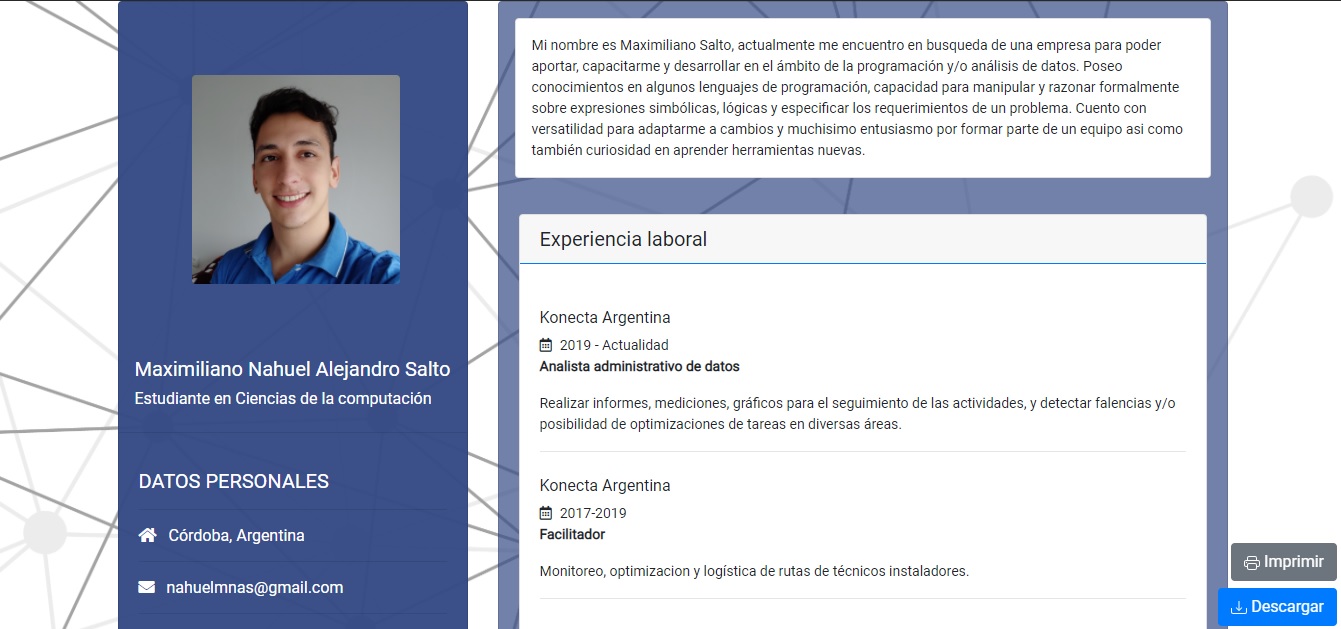 Maximiliano Nahuel Alejandro Salto
Estudiante en Ciencias de la computación
DATOS PERSONALES
Córdoba, Argentina
nahuelmnas@gmail.com
Mi nombre es Maximiliano Salto, actualmente me encuentro en busqueda de una empresa para poder
aportar, capacitarme y desarrollar en el ámbito de la programación y/o análisis de datos. Poseo
conocimientos en algunos lenguajes de programación, capacidad para manipular y razonar formalmente
sobre expresiones simbólicas, lógicas y especificar los requerimientos de un problema. Cuento con
versatilidad para adaptarme a cambios y muchisimo entusiasmo por formar parte de un equipo asi como
también curiosidad en aprender herramientas nuevas.
Experiencia laboral
Konecta Argentina
2019 - Actualidad
Analista administrativo de datos
Realizar informes, mediciones, gráficos para el seguimiento de las actividades, y detectar falencias y/o
posibilidad de optimizaciones de tareas en diversas áreas.
Konecta Argentina
2017-2019
Facilitador
Monitoreo, optimizacion y logística de rutas de técnicos instaladores.
Imprimir
Descargar